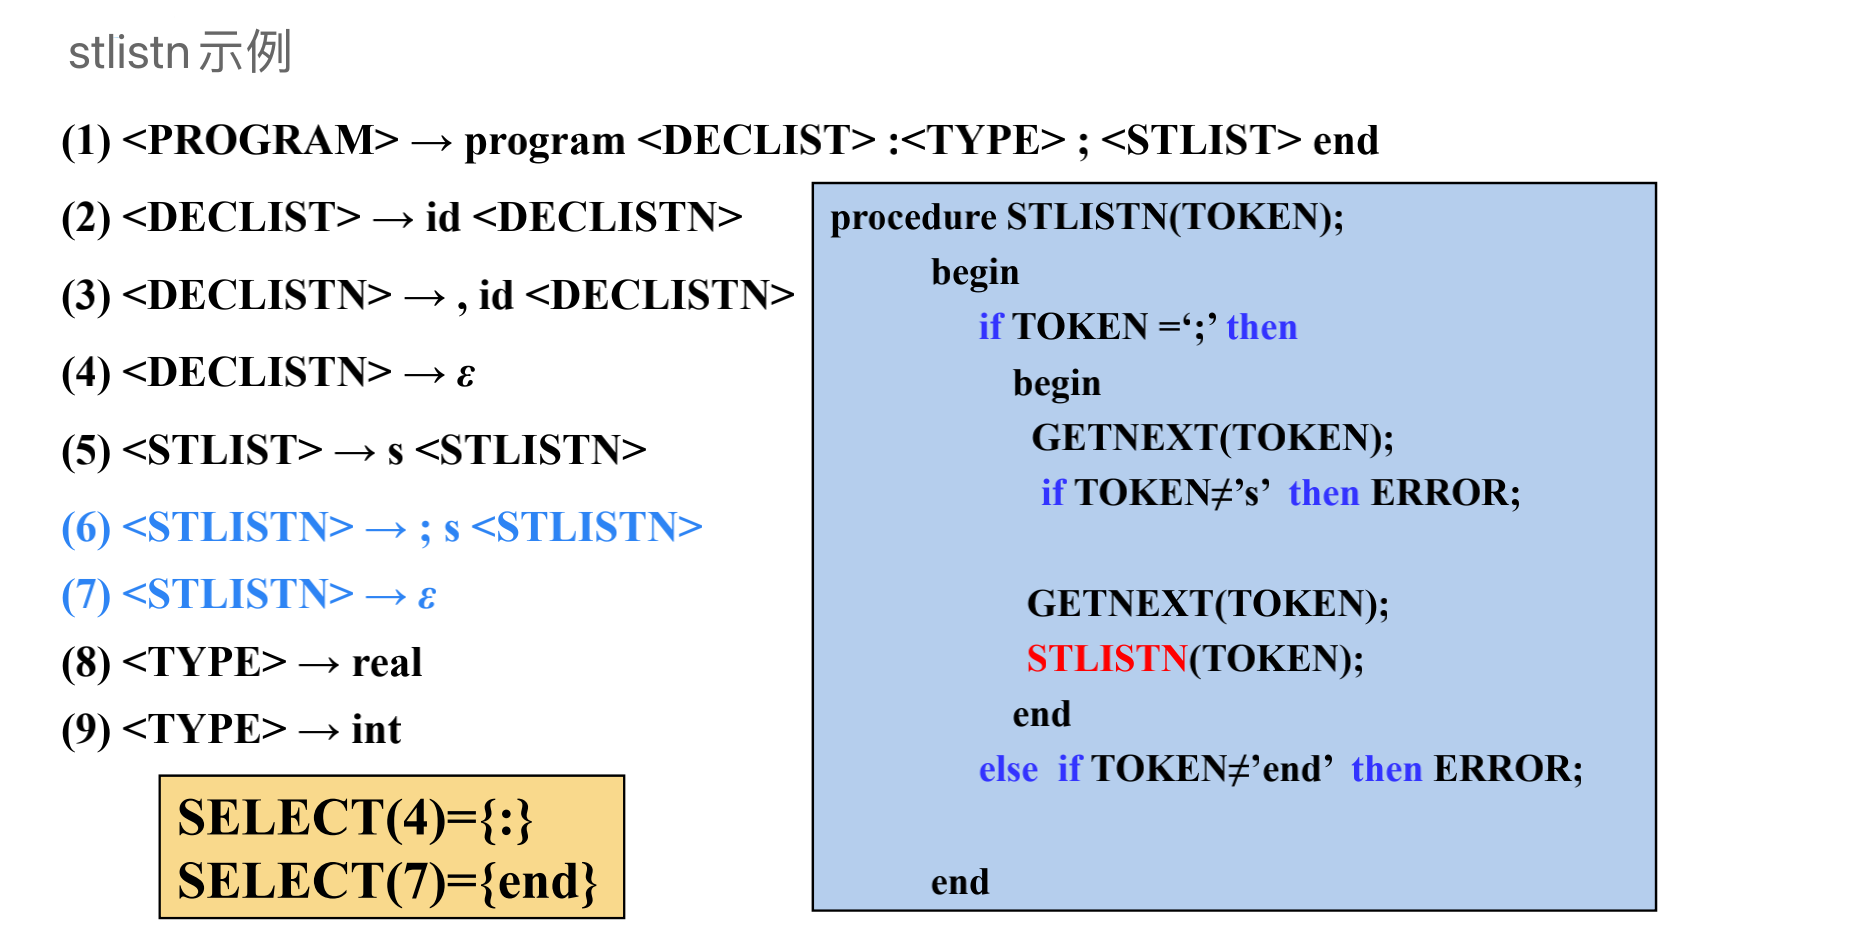 stlistn示例
(1) <PROGRAM> → program <DECLIST> :<TYPE> ; <STLIST> end
(2) <DECLIST> → id <DECLISTN>
(3) <DECLISTN> → , id <DECLISTN>
(4) <DECLISTN> → ε
(5) <STLIST> → s <STLISTN>
(6) <STLISTN> → ; s <STLISTN>
(7) <STLISTN> → ε
(8) <TYPE> → real
(9) <TYPE> → int
SELECT(4)={:}
SELECT(7)={end}
procedure STLISTN(TOKEN);
begin
if TOKEN =‘;’ then
begin
GETNEXT(TOKEN);
if TOKEN≠’s’ then ERROR;
GETNEXT(TOKEN);
STLISTN(TOKEN);
end
else if TOKEN≠’end’ then ERROR;
end